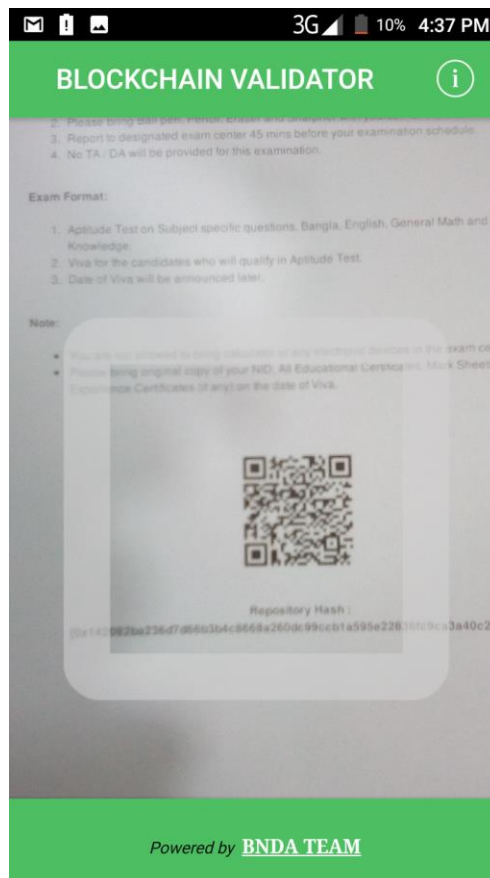 3G 10% 4:37 PM
BLOCKCHAIN VALIDATOR
2. Please bring Ball pen, Pencil, Eraser and
3. Report to designated exam center 45 mins before your examination schedule.
4. No TA / DA will be provided for this examination.
Exam Format:
1. Aptitude Test on Subject specific questions, Bangla, English, General Math and
Knowledge.
2. Viva for the candidates who will qualify in Aptitude Test.
3. Date of Viva will be announced later.
Note:
• You are not allowed to bring calculator or any electronic devices in the exam ce
• Please bring original copy of your NID, All Educational Certificates, Mark Sheet
Experience Certificates (if any) on the date of Viva.
Repository Hash :
Powered by BNDA TEAM